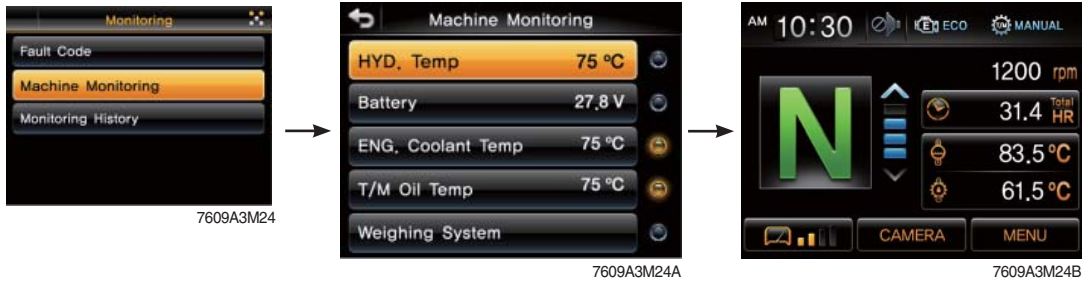 Monitoring
Fault Code
Machine Monitoring
Monitoring History
7609A3M24
Machine Monitoring
HYD. Temp 75 ℃
Battery 27.8 V
ENG. Coolant Temp 75 ℃
T/M Oil Temp 75 ℃
Weighing System
7609A3M24A
AM 10:30 E ECO T/M MANUAL
1200 rpm
N
31.4 Total HR
83.5 ℃
61.5 ℃
CAMERA MENU
7609A3M24B